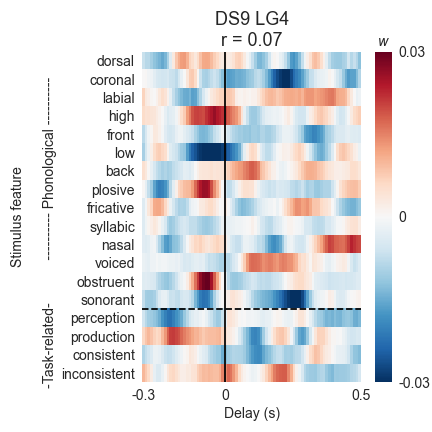 DS9 LG4
r = 0.07
w
dorsal
coronal
labial
high
front
low
back
plosive
fricative
syllabic
nasal
voiced
obstruent
sonorant
perception
production
consistent
inconsistent
Stimulus feature
---------- Phonological ----------
-Task-related-
0.03
0
-0.03
-0.3
0
0.5
Delay (s)